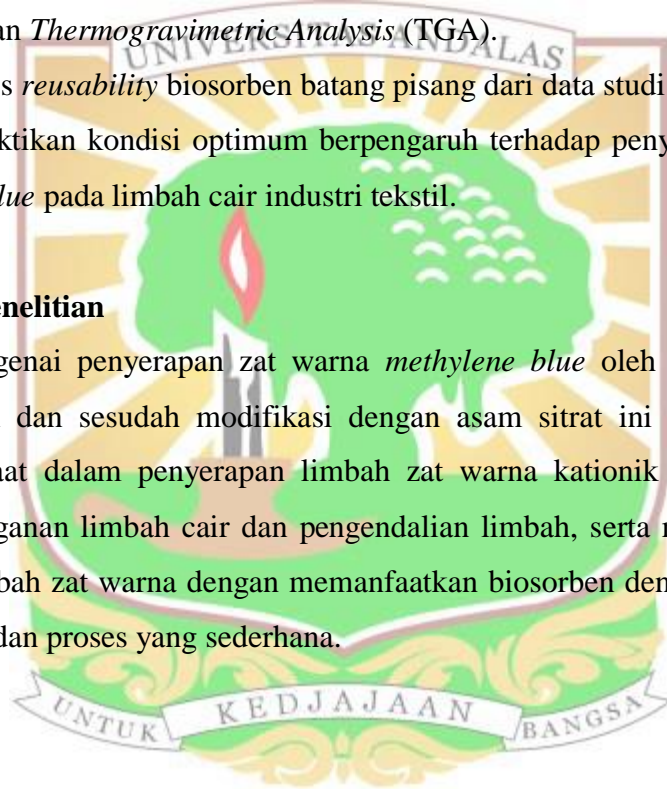 an Thermogravimetric Analysis (TGA).
UNIVERSITAS ANDALAS
s reusability biosorben batang pisang dari data studi
ktikan kondisi optimum berpengaruh terhadap peny
lue pada limbah cair industri tekstil.
enelitian
genai penyerapan zat warna methylene blue oleh
dan sesudah modifikasi dengan asam sitrat ini
aat dalam penyerapan limbah zat warna kationik
ganan limbah cair dan pengendalian limbah, serta
bah zat warna dengan memanfaatkan biosorben den
dan proses yang sederhana.
UNTUK KEDJAJAAN BANGSA